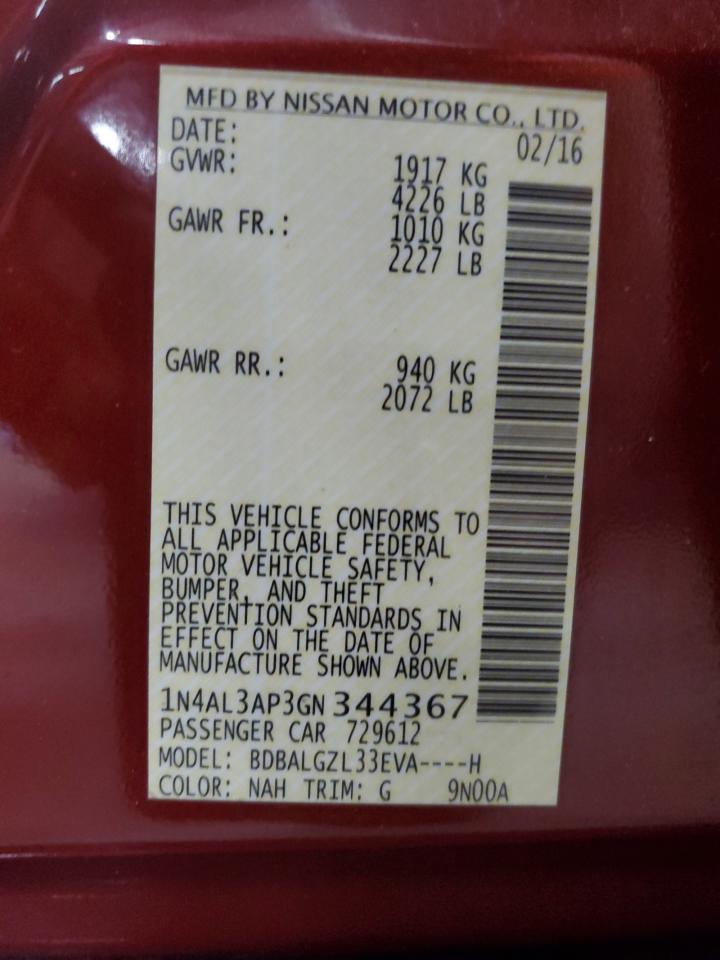 MFD BY NISSAN MOTOR CO., LTD.
DATE: 02/16
GVWR: 1917 KG
4226 LB
GAWR FR.: 1010 KG
2227 LB
GAWR RR.: 940 KG
2072 LB
THIS VEHICLE CONFORMS TO
ALL APPLICABLE FEDERAL
MOTOR VEHICLE SAFETY,
BUMPER, AND THEFT
PREVENTION STANDARDS IN
EFFECT ON THE DATE OF
MANUFACTURE SHOWN ABOVE.
1N4AL3AP3GN 344367
PASSENGER CAR 729612
MODEL: BDBALGZL33EVA----H
COLOR: NAH TRIM: G 9N00A